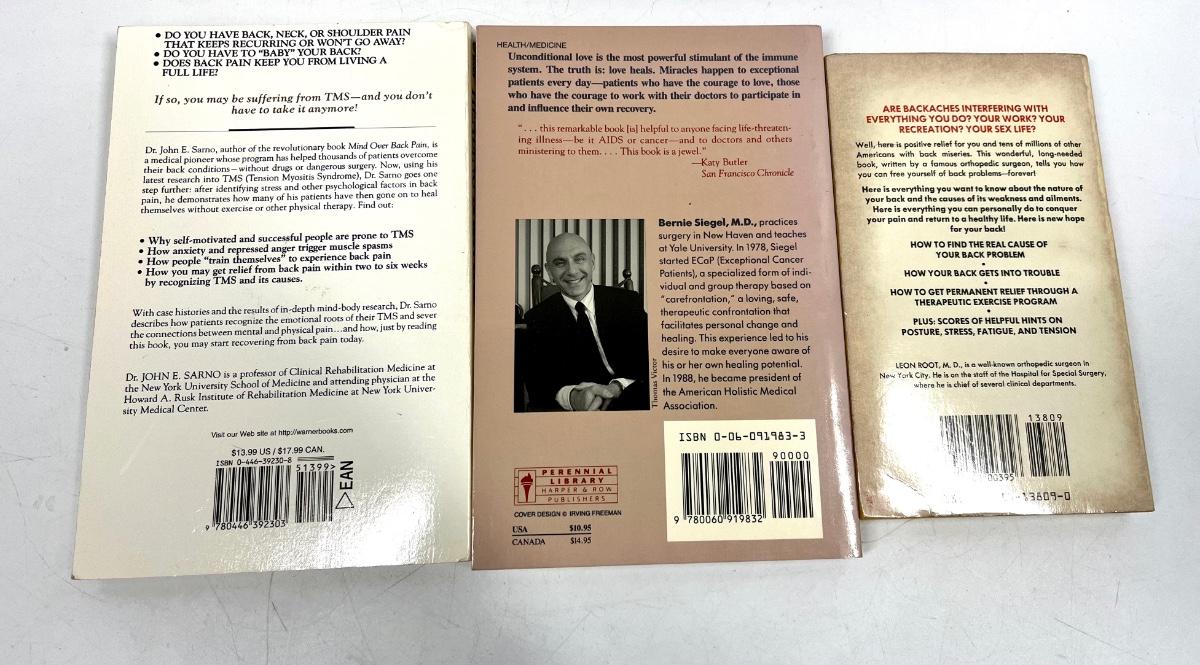 • DO YOU HAVE BACK, NECK, OR SHOULDER PAIN
THAT KEEPS RECURRING OR WON'T GO AWAY?
• DO YOU HAVE TO "BABY" YOUR BACK?
• DOES BACK PAIN KEEP YOU FROM LIVING A
FULL LIFE?
If so, you may be suffering from TMS—and you don't
have to take it anymore!
Dr. John E. Sarno, author of the revolutionary book Mind Over Back Pain, is
a medical pioneer whose program has helped thousands of patients overcome
their back conditions—without drugs or dangerous surgery. Now, using his
latest research into TMS (Tension Myositis Syndrome), Dr. Sarno goes one
step further: after identifying stress and other psychological factors in back
pain, he demonstrates how many of his patients have then gone on to heal
themselves without exercise or other physical therapy. Find out:
• Why self-motivated and successful people are prone to TMS
• How anxiety and repressed anger trigger muscle spasms
• How people "train themselves" to experience back pain
• How you may get relief from back pain within two to six weeks
by recognizing TMS and its causes.
With case histories and the results of in-depth mind-body research, Dr. Sarno
describes how patients recognize the emotional roots of their TMS and sever
the connections between mental and physical pain...and how, just by reading
this book, you may start recovering from back pain today.
Dr. JOHN E. SARNO is a professor of Clinical Rehabilitation Medicine at
the New York University School of Medicine and attending physician at the
Howard A. Rusk Institute of Rehabilitation Medicine at New York Univer-
sity Medical Center.
Visit our Web site at http://warnerbooks.com
$13.99 US / $17.99 CAN.
ISBN 0-446-39230-8
51399>
EAN
9 780446 392303
HEALTH/MEDICINE
Unconditional love is the most powerful stimulant of the immune
system. The truth is: love heals. Miracles happen to exceptional
patients every day—patients who have the courage to love, those
who have the courage to work with their doctors to participate in
and influence their own recovery.
". . . this remarkable book [is] helpful to anyone facing life-threaten-
ing illness—be it AIDS or cancer—and to doctors and others
ministering to them. . . . This book is a jewel."
—Katy Butler
San Francisco Chronicle
Bernie Siegel, M.D., practices
surgery in New Haven and teaches
at Yale University. In 1978, Siegel
started ECaP (Exceptional Cancer
Patients), a specialized form of indi-
vidual and group therapy based on
"carefrontation," a loving, safe,
therapeutic confrontation that
facilitates personal change and
healing. This experience led to his
desire to make everyone aware of
his or her own healing potential.
In 1988, he became president of
the American Holistic Medical
Association.
Thomas Victor
PERENNIAL
LIBRARY
HARPER & ROW
PUBLISHERS
COVER DESIGN © IRVING FREEMAN
USA $10.95
CANADA $14.95
ISBN 0-06-091983-3
90000
9 780060 919832
ARE BACKACHES INTERFERING WITH
EVERYTHING YOU DO? YOUR WORK? YOUR
RECREATION? YOUR SEX LIFE?
Well, here is positive relief for you and tens of millions of other
Americans with back miseries. This wonderful, long-needed
book, written by a famous orthopedic surgeon, tells you how
you can free yourself of back problems—forever!
Here is everything you want to know about the nature of
your back and the causes of its weakness and ailments.
Here is everything you can personally do to conquer
your pain and return to a healthy life. Here is new hope
for your back!
HOW TO FIND THE REAL CAUSE OF
YOUR BACK PROBLEM
•
HOW YOUR BACK GETS INTO TROUBLE
•
HOW TO GET PERMANENT RELIEF THROUGH A
THERAPEUTIC EXERCISE PROGRAM
•
PLUS: SCORES OF HELPFUL HINTS ON
POSTURE, STRESS, FATIGUE, AND TENSION
LEON ROOT, M. D., is a well-known orthopedic surgeon in
New York City. He is on the staff of the Hospital for Special Surgery,
where he is chief of several clinical departments.
13809
00395
13809-0